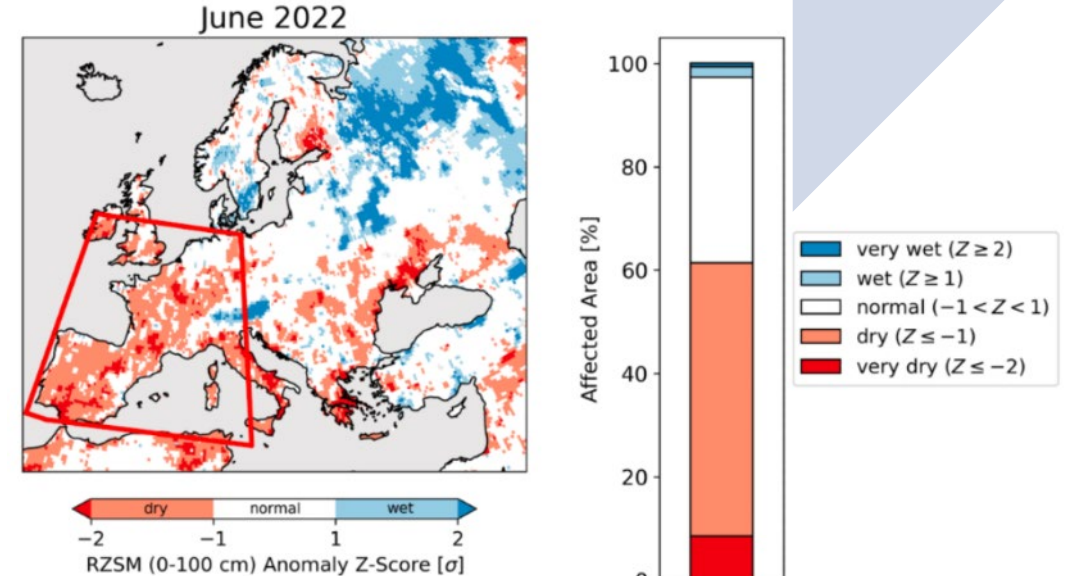 June 2022
dry normal wet
−2 −1 1 2
RZSM (0-100 cm) Anomaly Z-Score [σ]
Affected Area [%]
100
80
60
40
20
very wet (Z ≥ 2)
wet (Z ≥ 1)
normal (−1 < Z < 1)
dry (Z ≤ −1)
very dry (Z ≤ −2)